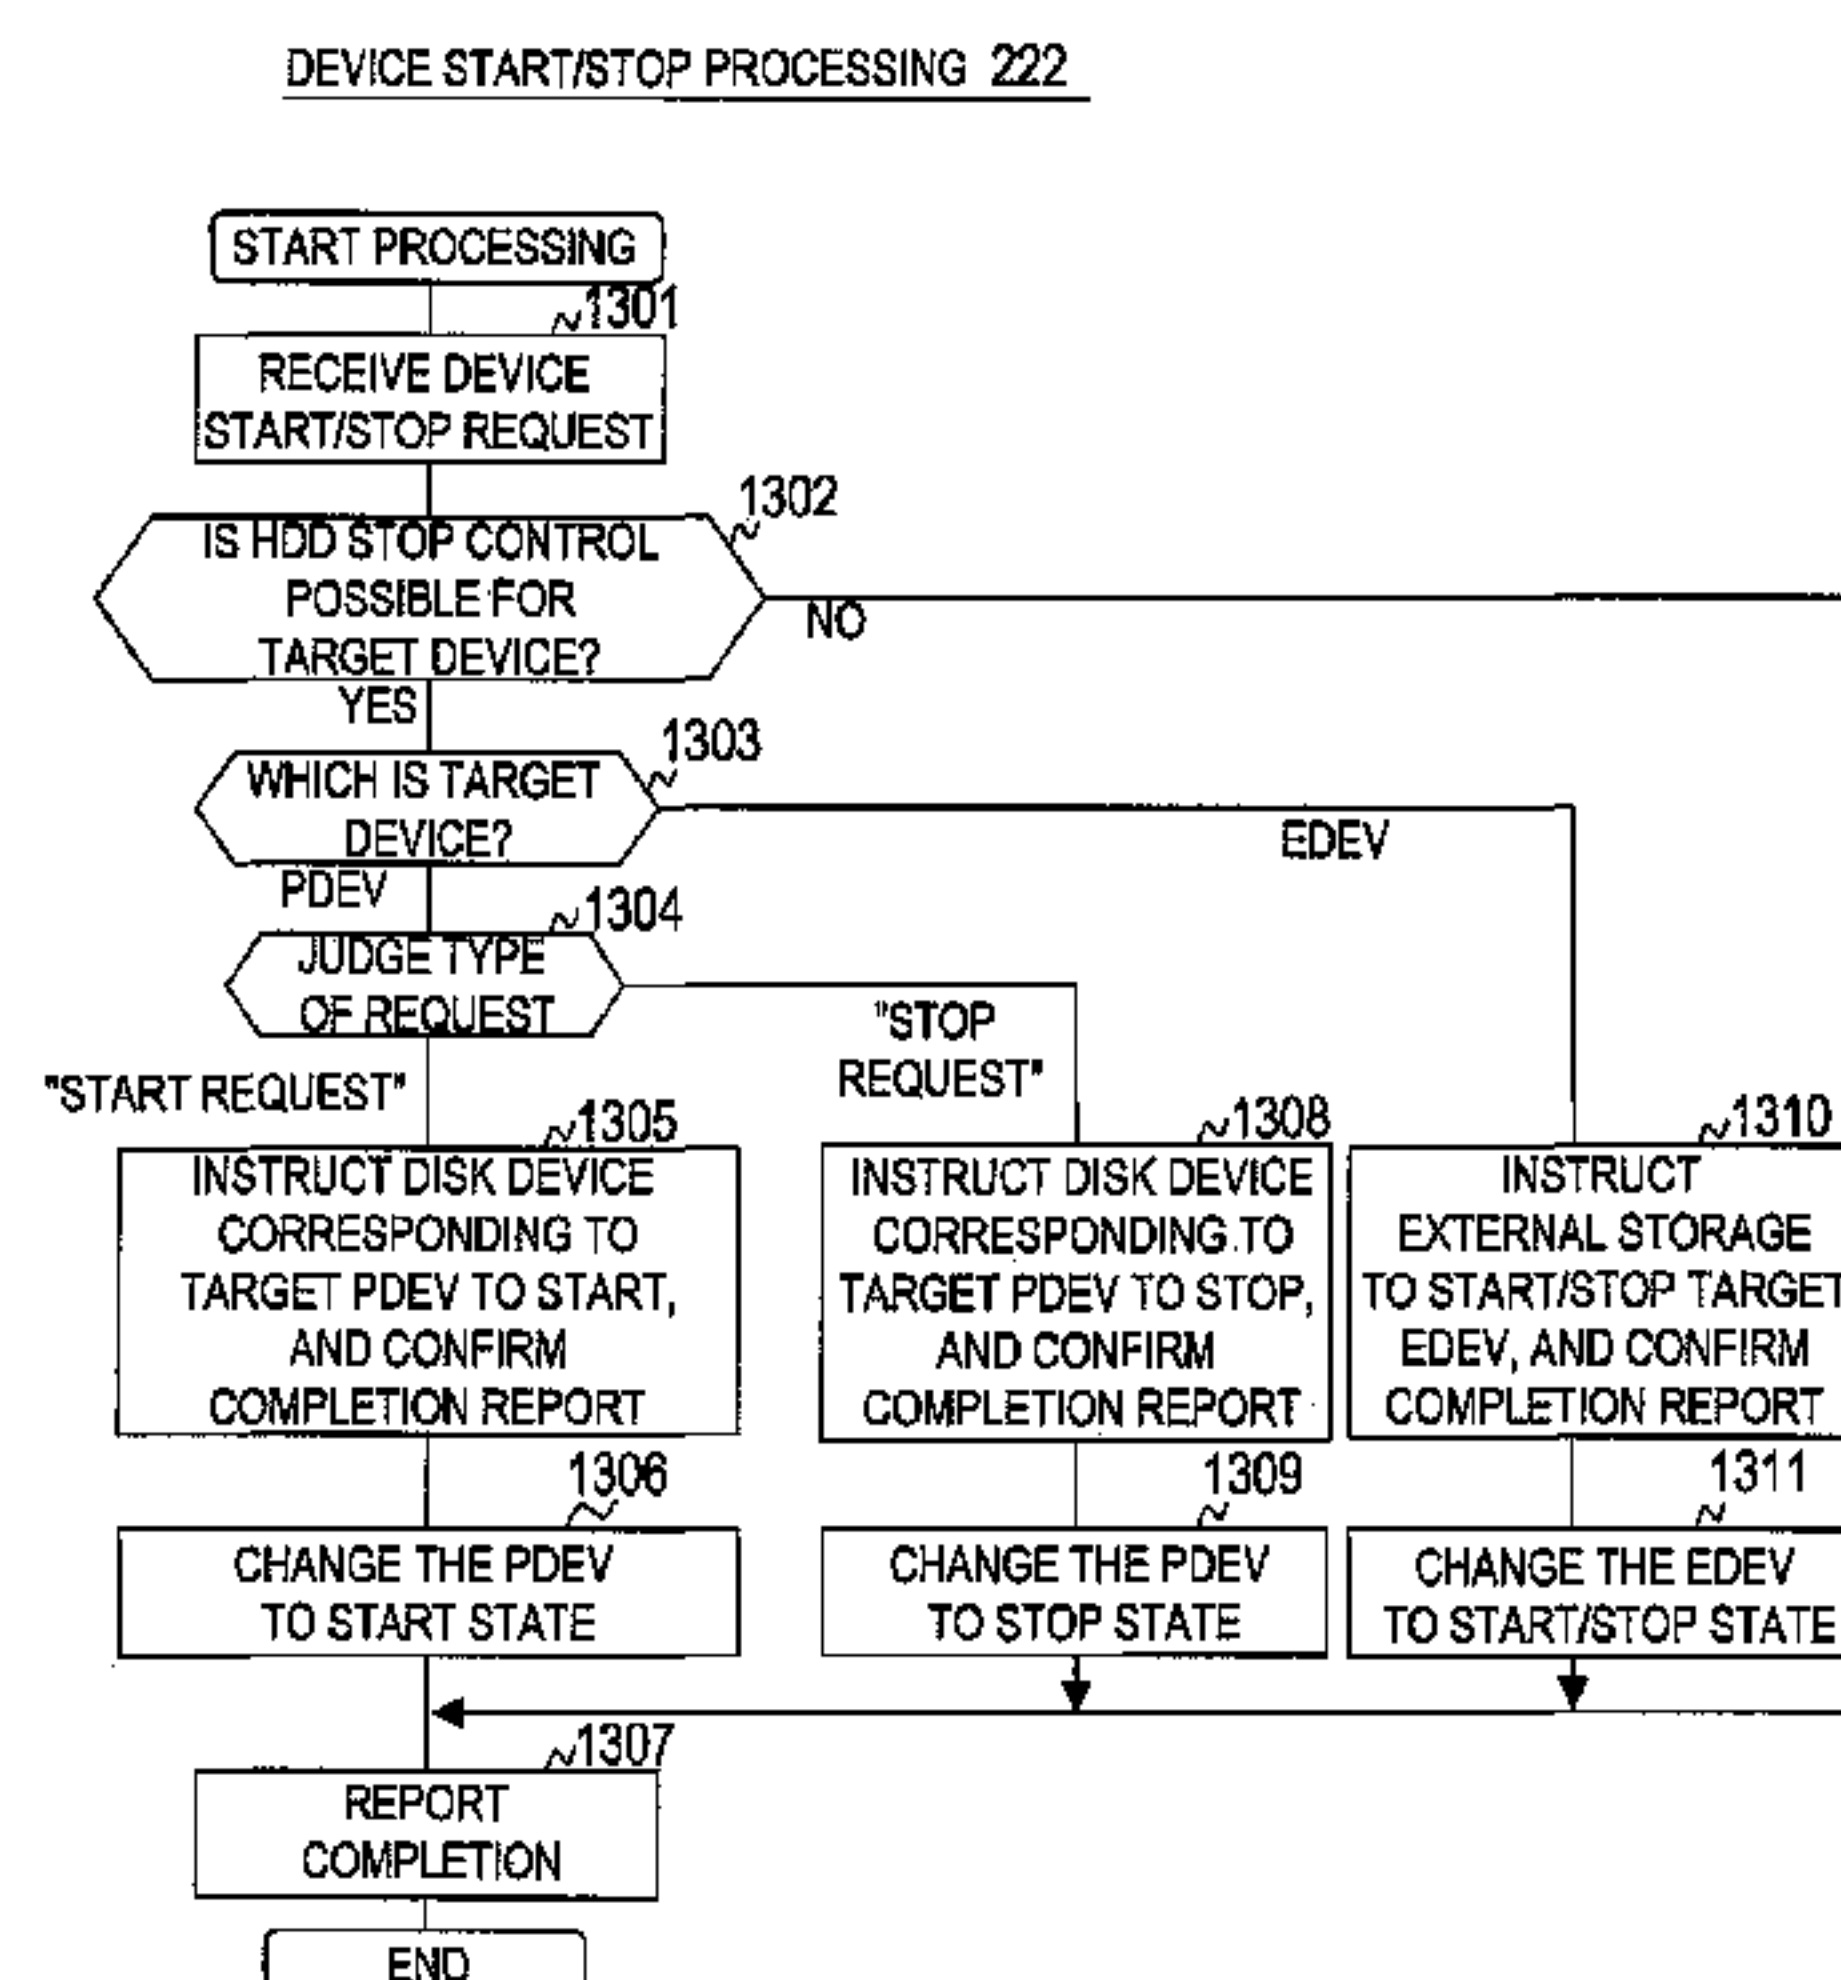 DEVICE START/STOP PROCESSING 222
START PROCESSING
1301
RECEIVE DEVICE
START/STOP REQUEST
1302
IS HDD STOP CONTROL
POSSIBLE FOR
TARGET DEVICE?
NO
YES
1303
WHICH IS TARGET
DEVICE?
EDEV
PDEV
1304
JUDGE TYPE
OF REQUEST
"STOP
REQUEST"
"START REQUEST"
1305
INSTRUCT DISK DEVICE
CORRESPONDING TO
TARGET PDEV TO START,
AND CONFIRM
COMPLETION REPORT
1308
INSTRUCT DISK DEVICE
CORRESPONDING TO
TARGET PDEV TO STOP,
AND CONFIRM
COMPLETION REPORT
1310
INSTRUCT
EXTERNAL STORAGE
TO START/STOP TARGET
EDEV, AND CONFIRM
COMPLETION REPORT
1306
CHANGE THE PDEV
TO START STATE
1309
CHANGE THE PDEV
TO STOP STATE
1311
CHANGE THE EDEV
TO START/STOP STATE
1307
REPORT
COMPLETION
END